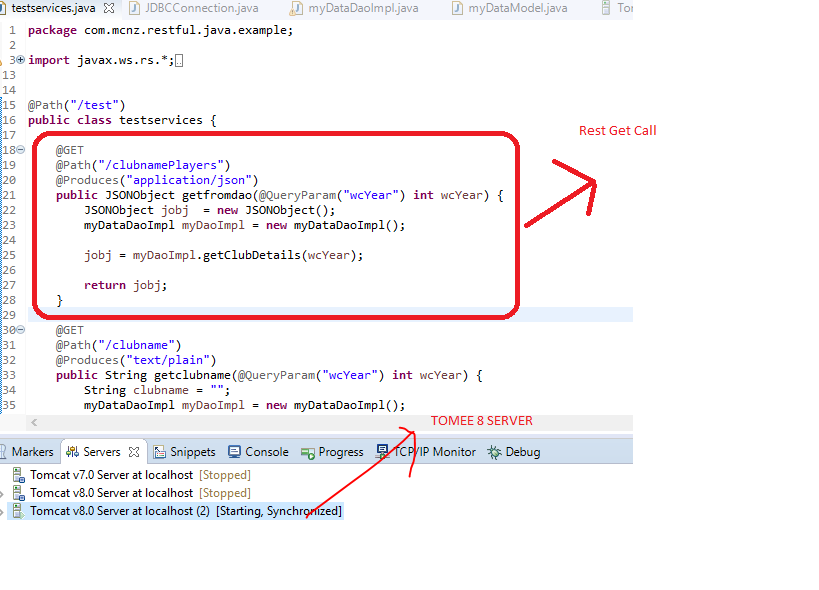 testservices.java JDBCConnection.java myDataDaoImpl.java myDataModel.java To
1 package com.mcnz.restful.java.example;
2
3 import javax.ws.rs.*;
13
14
15 @Path("/test")
16 public class testservices {
17
18 @GET
19 @Path("/clubnamePlayers")
20 @Produces("application/json")
21 public JSONObject getfromdao(@QueryParam("wcYear") int wcYear) {
22 JSONObject jobj  = new JSONObject();
23 myDataDaoImpl myDaoImpl = new myDataDaoImpl();
24
25 jobj = myDaoImpl.getClubDetails(wcYear);
26
27 return jobj;
28 }
29
30 @GET
31 @Path("/clubname")
32 @Produces("text/plain")
33 public String getclubname(@QueryParam("wcYear") int wcYear) {
34 String clubname = "";
35 myDataDaoImpl myDaoImpl = new myDataDaoImpl();
Rest Get Call
TOMEE 8 SERVER
Markers Servers Snippets Console Progress TCP/IP Monitor Debug
Tomcat v7.0 Server at localhost [Stopped]
Tomcat v8.0 Server at localhost [Stopped]
Tomcat v8.0 Server at localhost (2) [Starting, Synchronized]